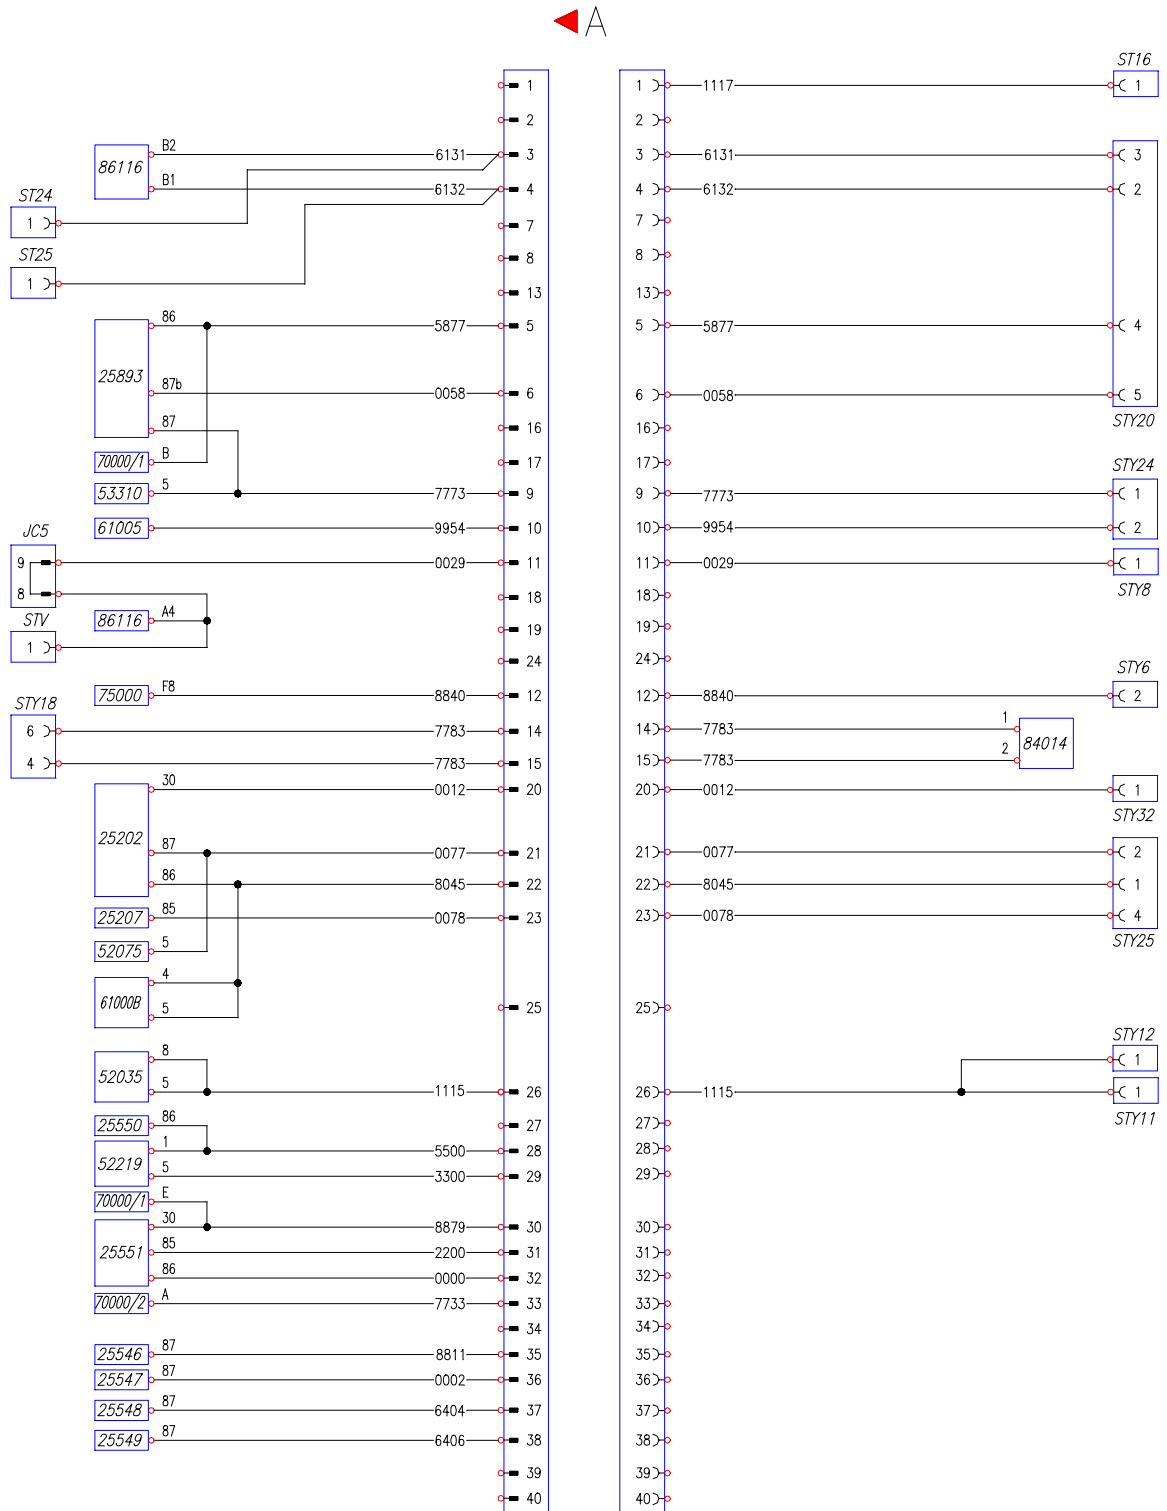 A
ST16
1 1 1117 1
2 2
B2
86116 6131 3 3 6131 3
B1 6132 4 4 6132 2
ST24
1 7 7
ST25 8 8
1 13 13
86 5877 5 5 5877 4
25893
87b 0058 6 6 0058 5
STY20
87 16 16
70000/1 B 17 17
STY24
53310 5 7773 9 9 7773 1
61005 9954 10 10 9954 2
JC5
9 0029 11 11 0029 1
STY8
8 18 18
STV
86116 A4 19 19
1 24 24
STY6
75000 F8 8840 12 12 8840 2
STY18
6 7783 14 14 7783 1
84014
4 7783 15 15 7783 2
30 0012 20 20 0012 1
STY32
25202
87 0077 21 21 0077 2
86 8045 22 22 8045 1
25207 85 0078 23 23 0078 4
STY25
52075 5
4
61000B
5 25 25
STY12
8 1
52035
5 1115 26 26 1115 1
STY11
25550 86 27 27
1 5500 28 28
52219
5 3300 29 29
70000/1 E
30 8879 30 30
25551
85 2200 31 31
86 0000 32 32
70000/2 A 7733 33 33
34 34
25546 87 8811 35 35
25547 87 0002 36 36
25548 87 6404 37 37
25549 87 6406 38 38
39 39
40 40